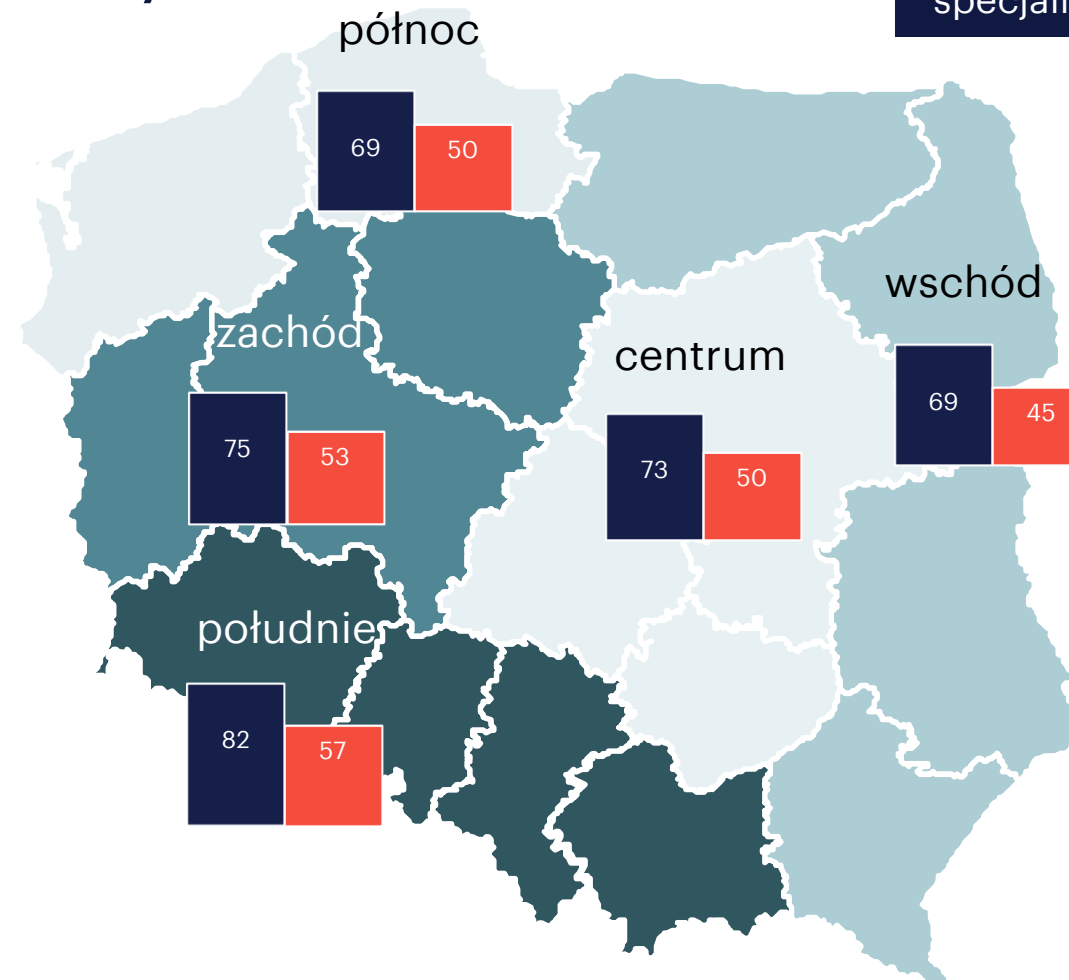 północ
69 50
wschód
zachód
centrum
69 45
75 53
73 50
południe
82 57